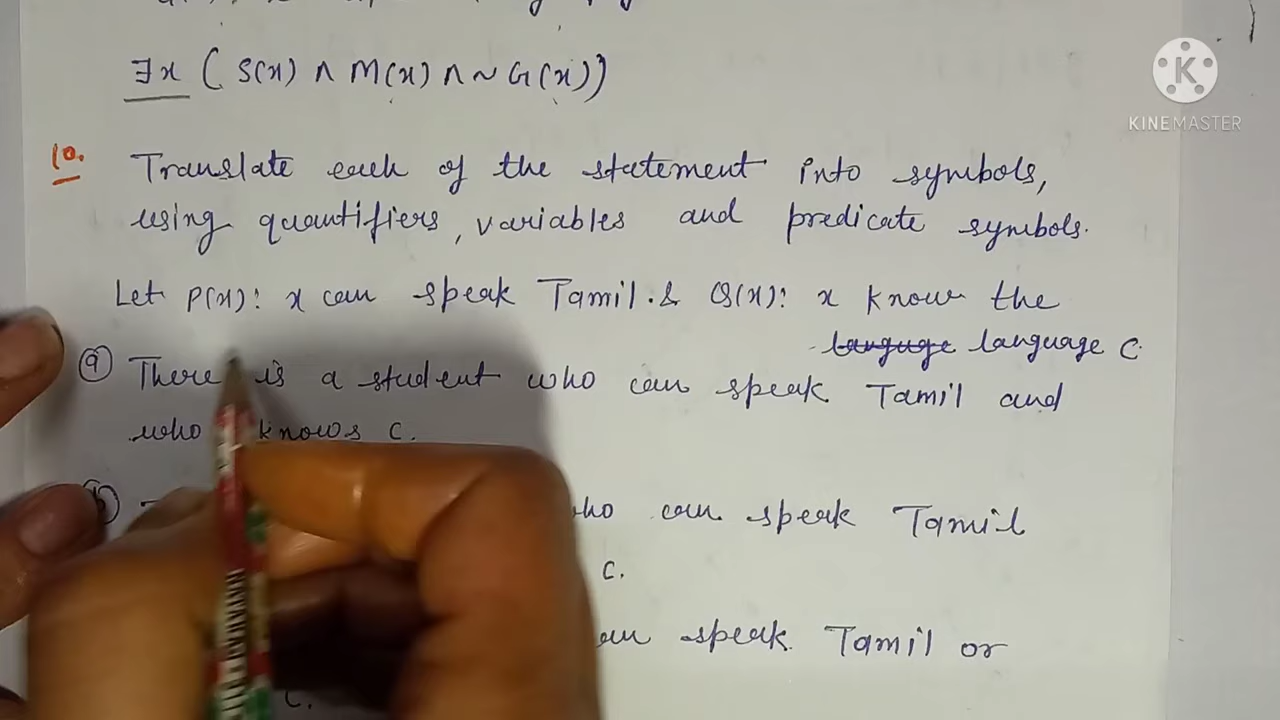 ∃x (S(x) ∧ M(x) ∧ ~ G(x))
KINEMASTER
10. Translate each of the statement into symbols,
using quantifiers, variables and predicate symbols.
Let P(x): x can speak Tamil. & Q(x): x know the
language C.
(a) There is a student who can speak Tamil and
who knows C.
(b) who can speak Tamil
C.
speak Tamil or
C.